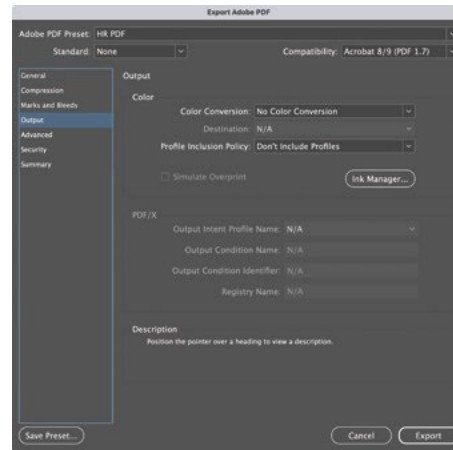 Export Adobe PDF
Adobe PDF Preset: HR PDF
Standard: None Compatibility: Acrobat 8/9 (PDF 1.7)
General
Compression
Marks and Bleeds
Output
Advanced
Security
Summary
Output
Color
Color Conversion: No Color Conversion
Destination: N/A
Profile Inclusion Policy: Don't Include Profiles
Simulate Overprint Ink Manager...
PDF/X
Output Intent Profile Name: N/A
Output Condition Name: N/A
Output Condition Identifier: N/A
Registry Name: N/A
Description
Position the pointer over a heading to view a description.
Save Preset... Cancel Export